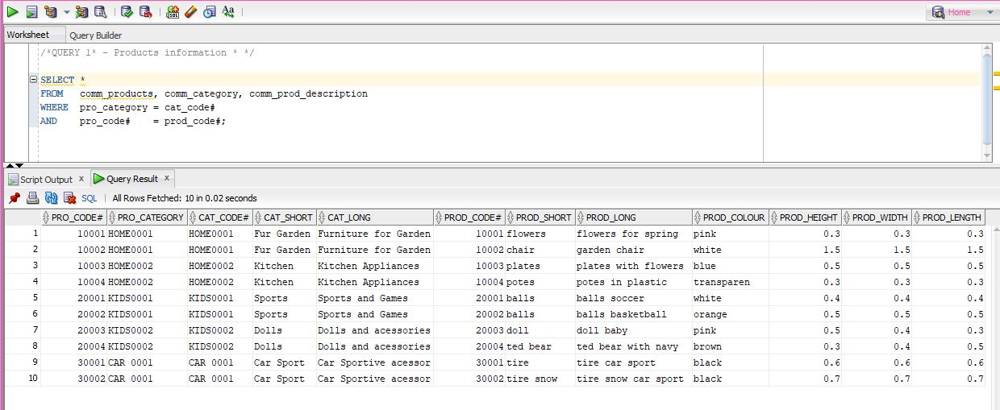 Home
Worksheet Query Builder
/*QUERY 1* - Products information * */
SELECT *
FROM comm_products, comm_category, comm_prod_description
WHERE pro_category = cat_code#
AND pro_code# = prod_code#;
Script Output x Query Result x
SQL All Rows Fetched: 10 in 0.02 seconds
PRO_CODE# PRO_CATEGORY CAT_CODE# CAT_SHORT CAT_LONG PROD_CODE# PROD_SHORT PROD_LONG PROD_COLOUR PROD_HEIGHT PROD_WIDTH PROD_LENGTH
1 10001 HOME0001 HOME0001 Fur Garden Furniture for Garden 10001 flowers flowers for spring pink 0.3 0.3 0.3
2 10002 HOME0001 HOME0001 Fur Garden Furniture for Garden 10002 chair garden chair white 1.5 1.5 1.5
3 10003 HOME0002 HOME0002 Kitchen Kitchen Appliances 10003 plates plates with flowers blue 0.5 0.5 0.5
4 10004 HOME0002 HOME0002 Kitchen Kitchen Appliances 10004 potes potes in plastic transparen 0.3 0.3 0.3
5 20001 KIDS0001 KIDS0001 Sports Sports and Games 20001 balls balls soccer white 0.4 0.4 0.4
6 20002 KIDS0001 KIDS0001 Sports Sports and Games 20002 balls balls basketball orange 0.5 0.5 0.5
7 20003 KIDS0002 KIDS0002 Dolls Dolls and acessories 20003 doll doll baby pink 0.5 0.4 0.3
8 20004 KIDS0002 KIDS0002 Dolls Dolls and acessories 20004 ted bear ted bear with navy brown 0.3 0.4 0.5
9 30001 CAR 0001 CAR 0001 Car Sport Car Sportive acessor 30001 tire tire car sport black 0.6 0.6 0.6
10 30002 CAR 0001 CAR 0001 Car Sport Car Sportive acessor 30002 tire snow tire snow car sport black 0.7 0.7 0.7